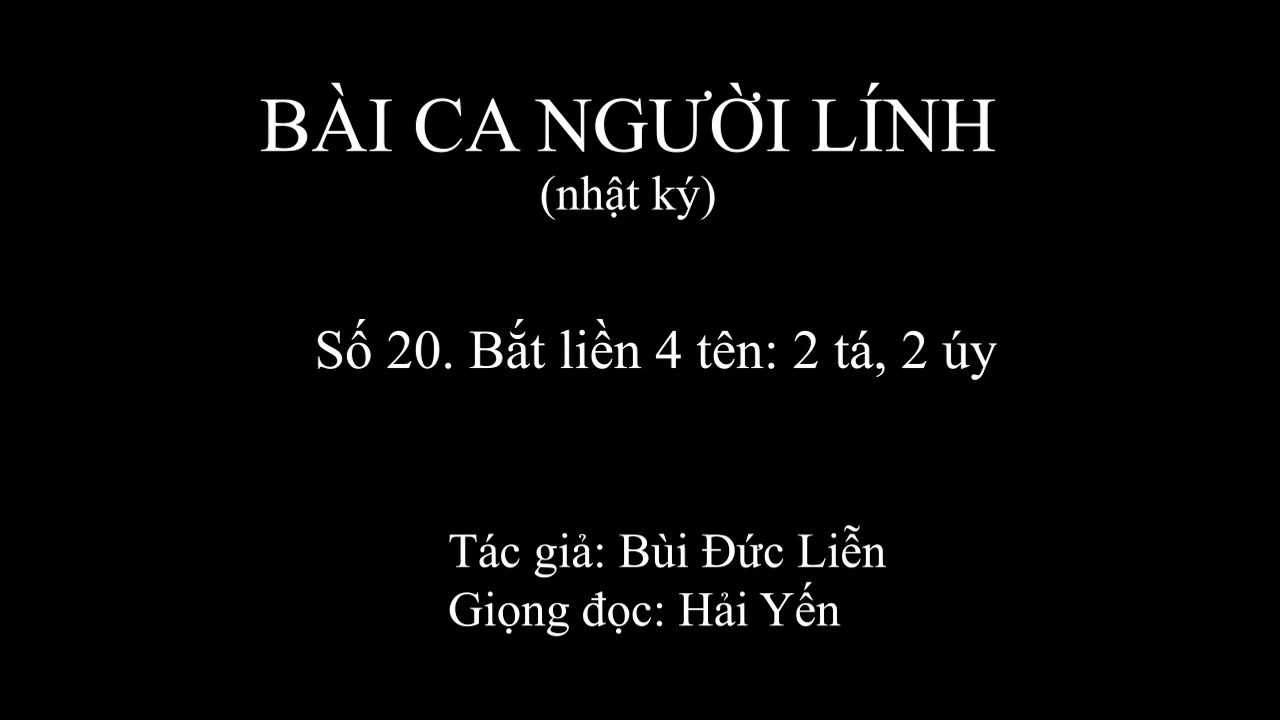 BÀI CA NGƯỜI LÍNH
(nhật ký)
Số 20. Bắt liền 4 tên: 2 tá, 2 úy
Tác giả: Bùi Đức Liễn
Giọng đọc: Hải Yến